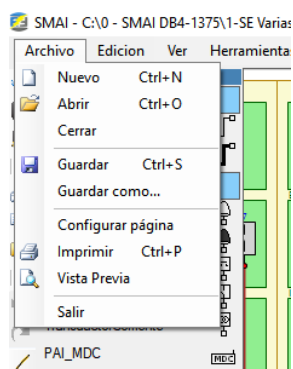 SMAI - C:\0 - SMAI DB4-1375\1-SE Varias
Archivo Edicion Ver Herramienta
Nuevo Ctrl+N
Abrir Ctrl+O
Cerrar
Guardar Ctrl+S
Guardar como...
Configurar página
Imprimir Ctrl+P
Vista Previa
Salir
PAI_MDC
MDC